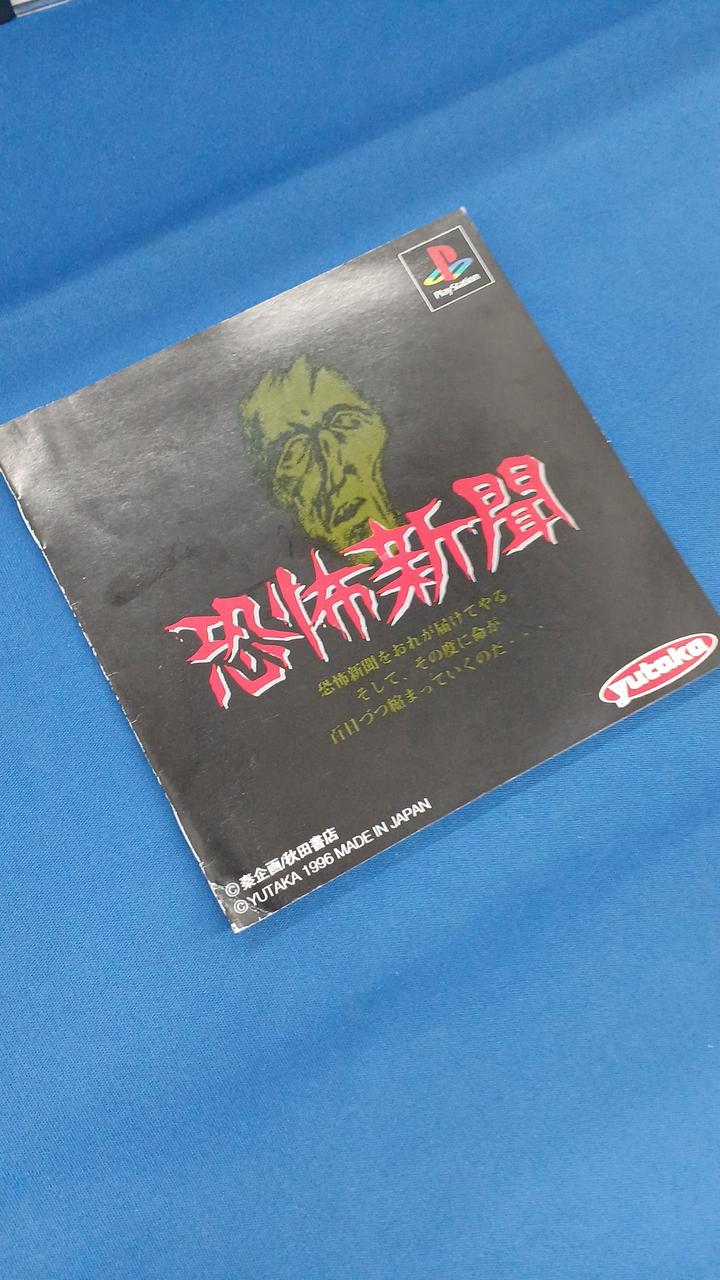 PlayStation
恐怖新聞
恐怖新聞をおれが届けてやる
そして、その度に命が
百日づつ縮まっていくのだ・・・
yutaka
©秦企画/秋田書店
©YUTAKA 1996 MADE IN JAPAN